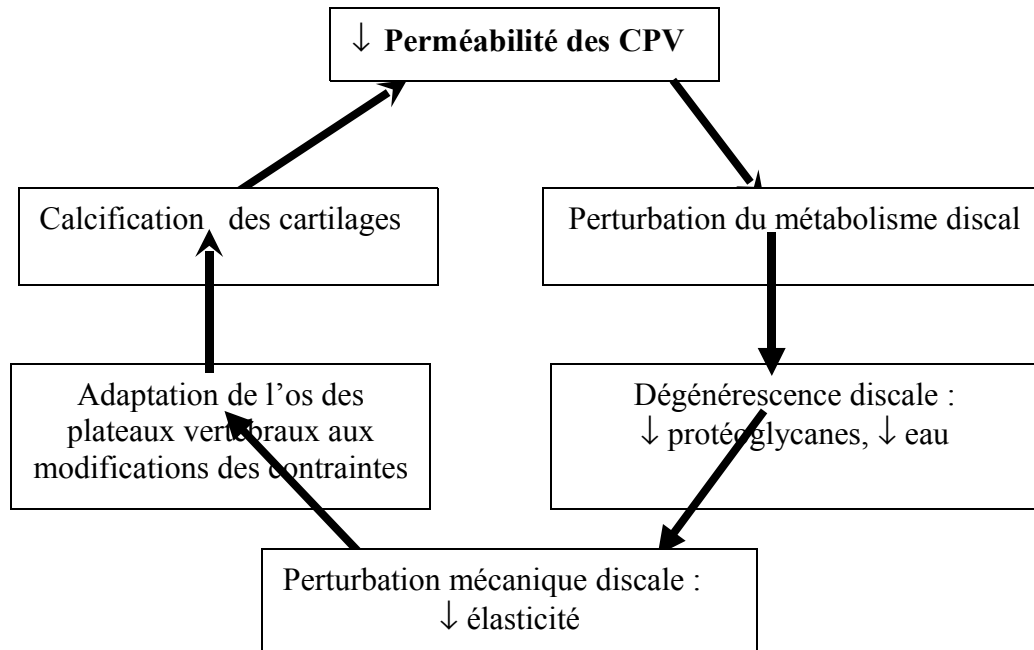 ↓ Perméabilité des CPV
Calcification des cartilages
Perturbation du métabolisme discal
Adaptation de l’os des
plateaux vertébraux aux
modifications des contraintes
Dégénérescence discale :
↓ protéoglycanes, ↓ eau
Perturbation mécanique discale :
↓ élasticité